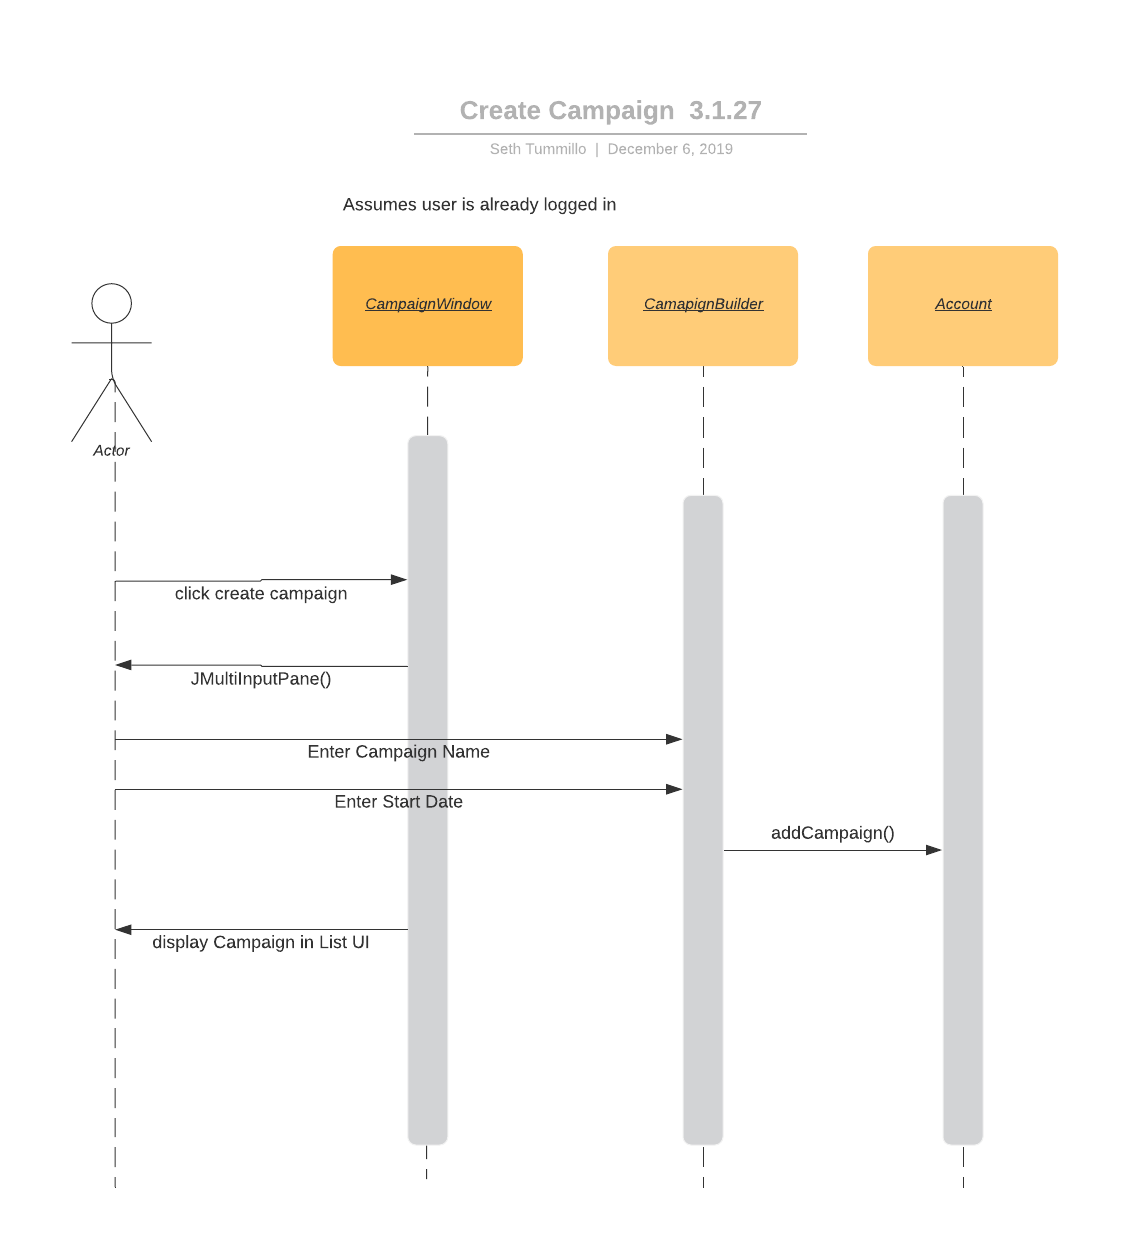 Create Campaign 3.1.27
Seth Tummillo | December 6, 2019
Assumes user is already logged in
CampaignWindow
CamapignBuilder
Account
Actor
click create campaign
JMultiInputPane()
Enter Campaign Name
Enter Start Date
addCampaign()
display Campaign in List UI